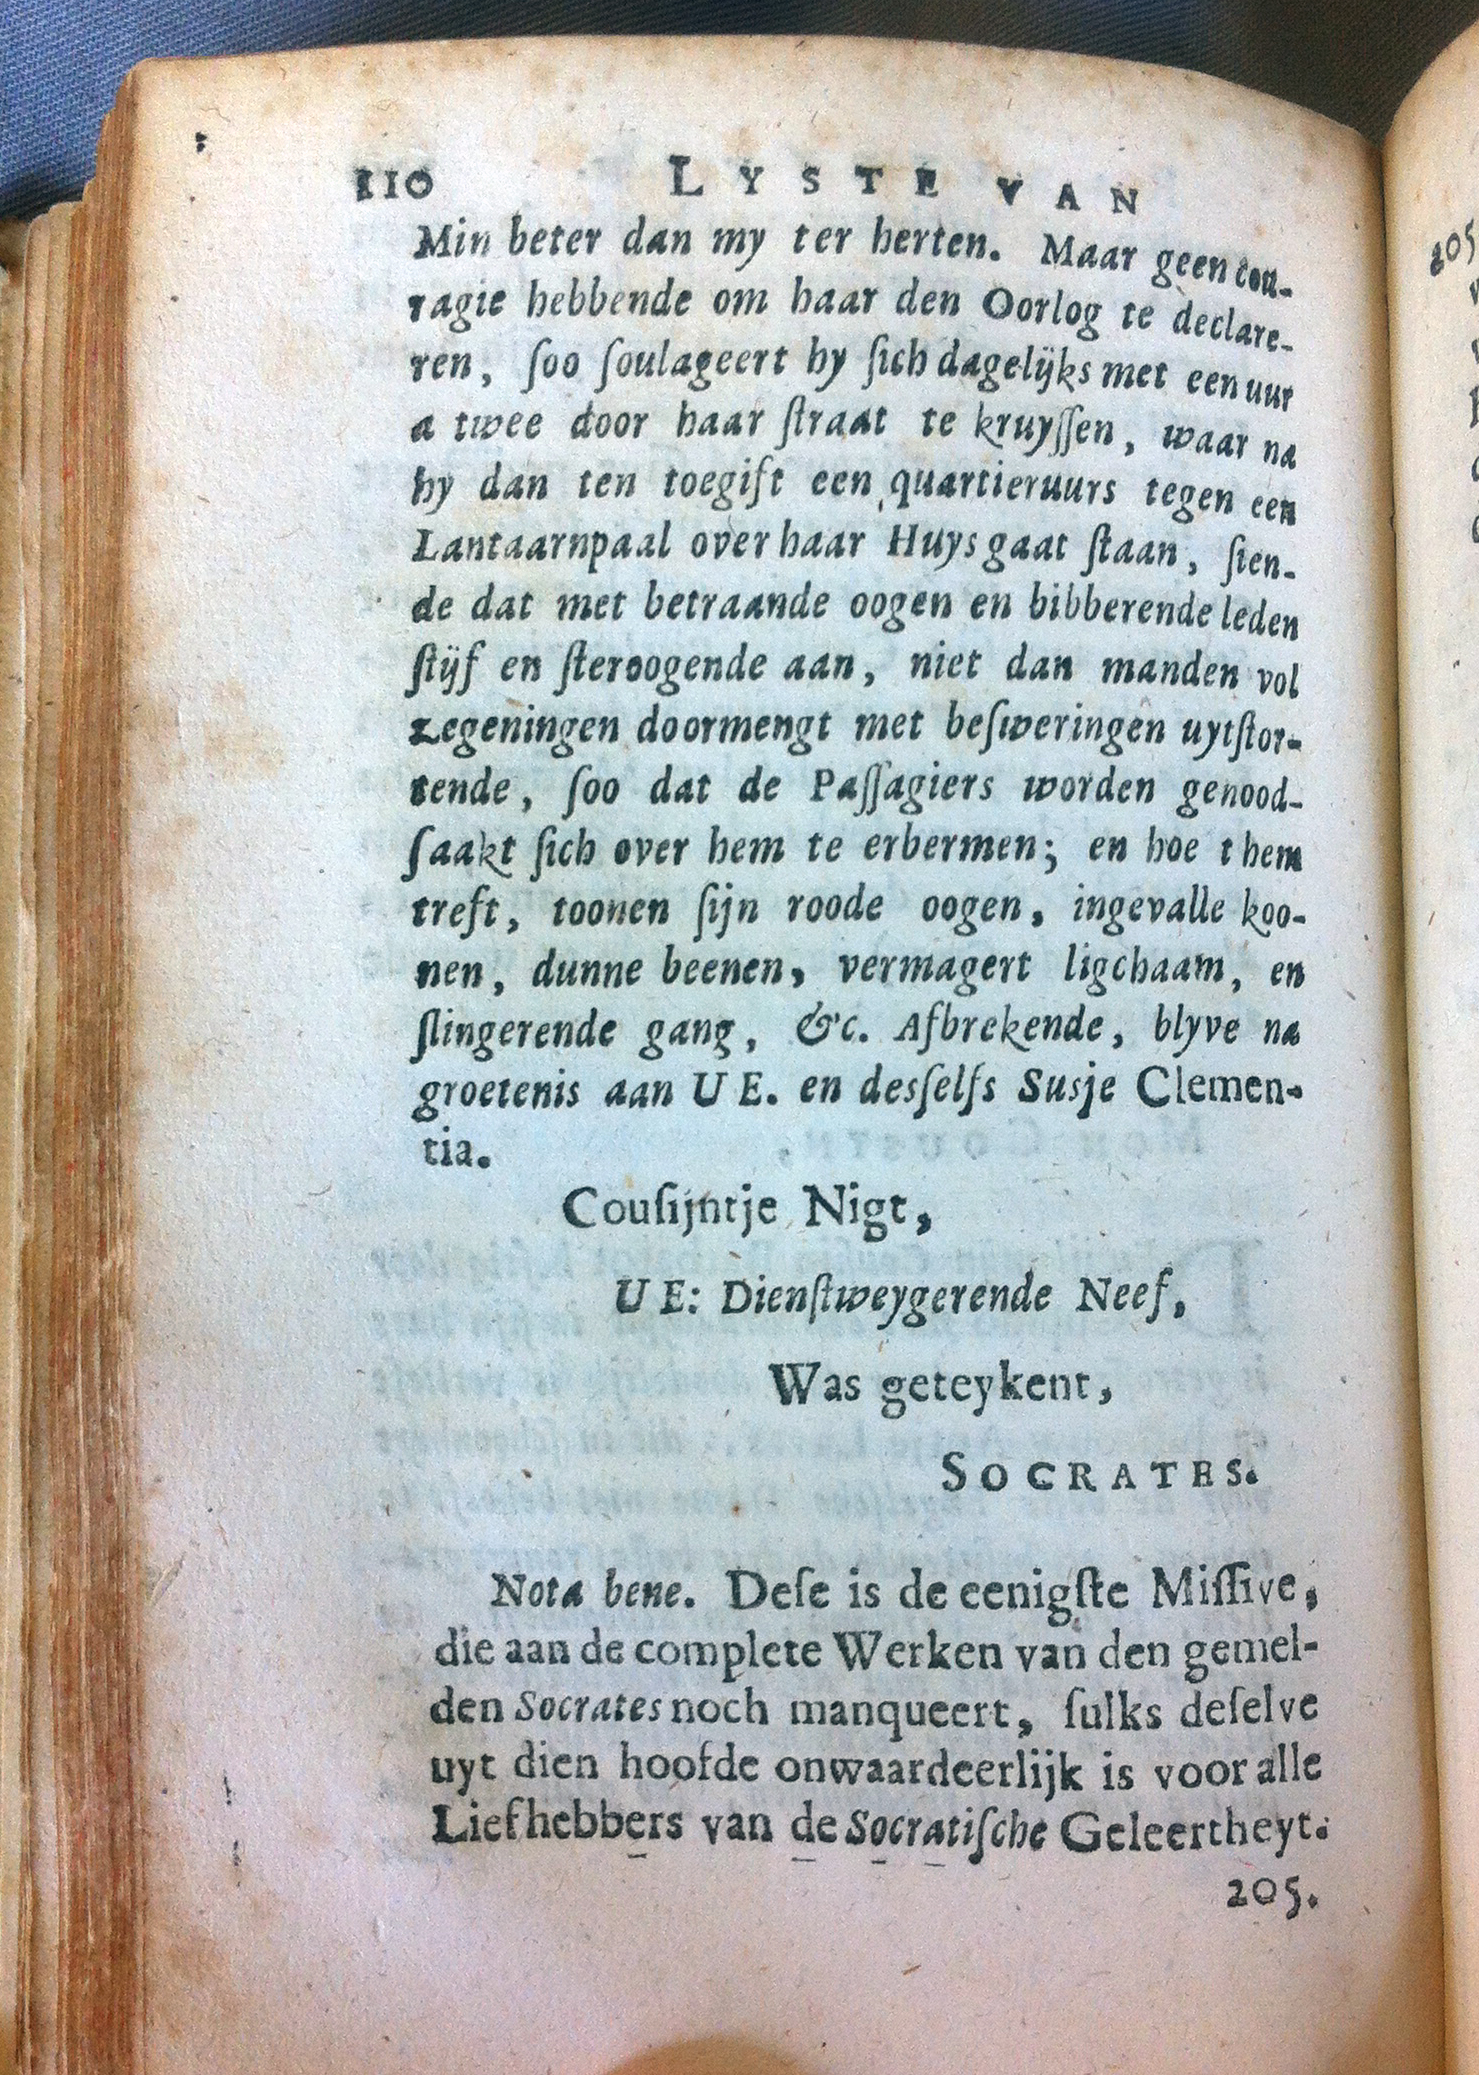 110 LYSTE VAN
Min beter dan my ter herten. Maar geen cou-
ragie hebbende om haar den Oorlog te declare-
ren, ſoo ſoulageert hy ſich dagelijks met een uur
a twee door haar ſtraat te kruyſſen, waar na
hy dan ten toegift een quartieruurs tegen een
Lantaarnpaal over haar Huys gaat ſtaan, ſien-
de dat met betraande oogen en bibberende leden
ſtijf en ſteroogende aan, niet dan manden vol
zegeningen doormengt met beſweringen uytſtor-
tende, ſoo dat de Paſſagiers worden genood-
ſaakt ſich over hem te erbermen; en hoe t hem
treft, toonen ſijn roode oogen, ingevalle koo-
nen, dunne beenen, vermagert ligchaam, en
ſlingerende gang, &c. Afbrekende, blyve na
groetenis aan UE. en desſelfs Susje Clemen-
tia.
Couſijntje Nigt,
UE: Dienſtweygerende Neef,
Was geteykent,
SOCRATES.
Nota bene. Deſe is de eenigſte Miſſive,
die aan de complete Werken van den gemel-
den Socrates noch manqueert, ſulks deſelve
uyt dien hoofde onwaardeerlijk is voor alle
Liefhebbers van de Socratiſche Geleertheyt.
205.
205